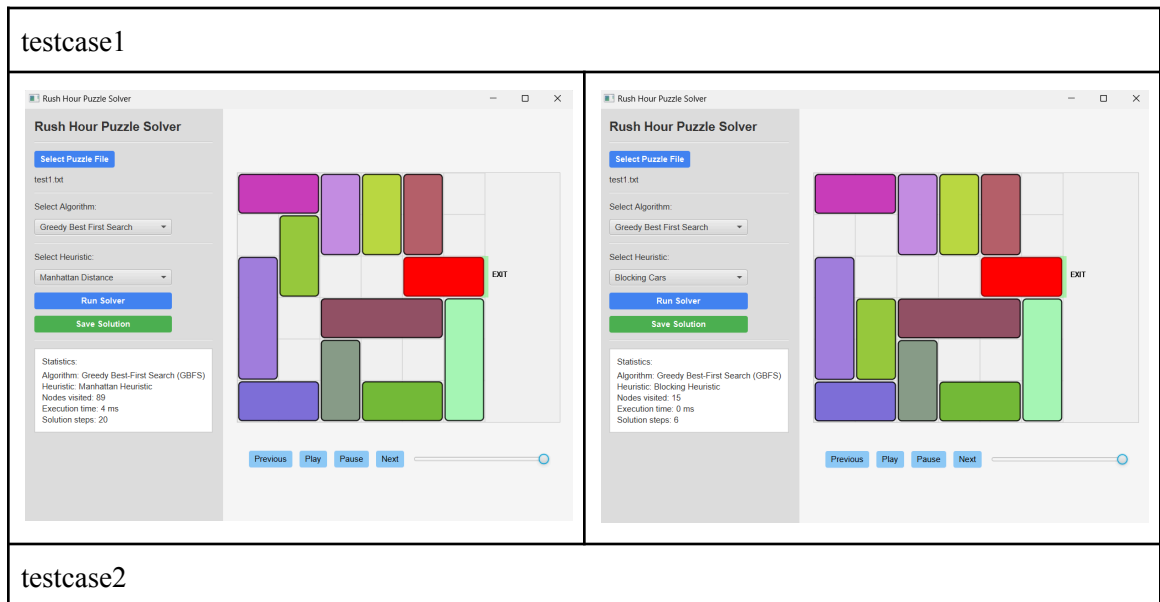 testcase1
Rush Hour Puzzle Solver
Rush Hour Puzzle Solver
Select Puzzle File
test1.txt
Select Algorithm:
Greedy Best First Search
Select Heuristic:
Manhattan Distance
Run Solver
Save Solution
Statistics:
Algorithm: Greedy Best-First Search (GBFS)
Heuristic: Manhattan Heuristic
Nodes visited: 89
Execution time: 4 ms
Solution steps: 20
EXIT
Previous Play Pause Next
Rush Hour Puzzle Solver
Rush Hour Puzzle Solver
Select Puzzle File
test1.txt
Select Algorithm:
Greedy Best First Search
Select Heuristic:
Blocking Cars
Run Solver
Save Solution
Statistics:
Algorithm: Greedy Best-First Search (GBFS)
Heuristic: Blocking Heuristic
Nodes visited: 15
Execution time: 0 ms
Solution steps: 6
EXIT
Previous Play Pause Next
testcase2